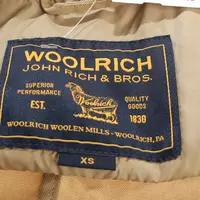 WOOLRICH
JOHN RICH & BROS.
SUPERIOR PERFORMANCE
QUALITY GOODS
Woolrich
EST.
1830
WOOLRICH WOOLEN MILLS - WOOLRICH, PA
XS